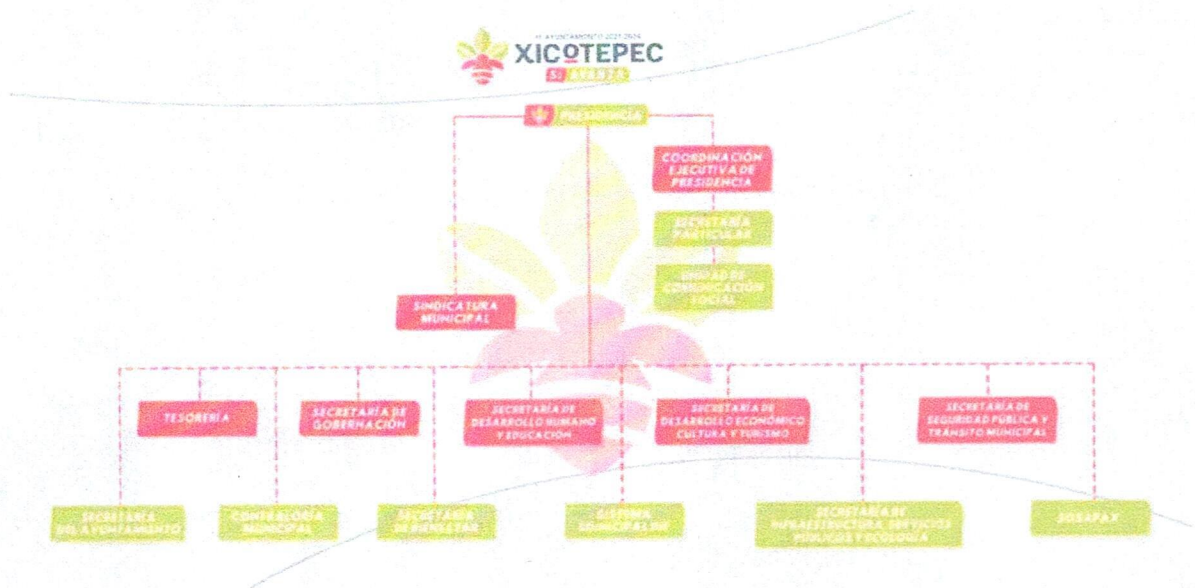 H. AYUNTAMIENTO 2021-2024
XICOTEPEC
SÍ AVANZA
PRESIDENCIA
COORDINACIÓN
EJECUTIVA DE
PRESIDENCIA
SECRETARÍA
PARTICULAR
UNIDAD DE
COMUNICACIÓN
SOCIAL
SINDICATURA
MUNICIPAL
TESORERÍA
SECRETARÍA DE
GOBERNACIÓN
SECRETARÍA DE
DESARROLLO HUMANO
Y EDUCACIÓN
SECRETARÍA DE
DESARROLLO ECONÓMICO
CULTURA Y TURISMO
SECRETARÍA DE
SEGURIDAD PÚBLICA Y
TRÁNSITO MUNICIPAL
SECRETARÍA
DEL AYUNTAMIENTO
CONTRALORÍA
MUNICIPAL
SECRETARÍA
DE BIENESTAR
SISTEMA
MUNICIPAL DIF
SECRETARÍA DE
INFRAESTRUCTURA, SERVICIOS
PÚBLICOS Y ECOLOGÍA
SOSAPAX